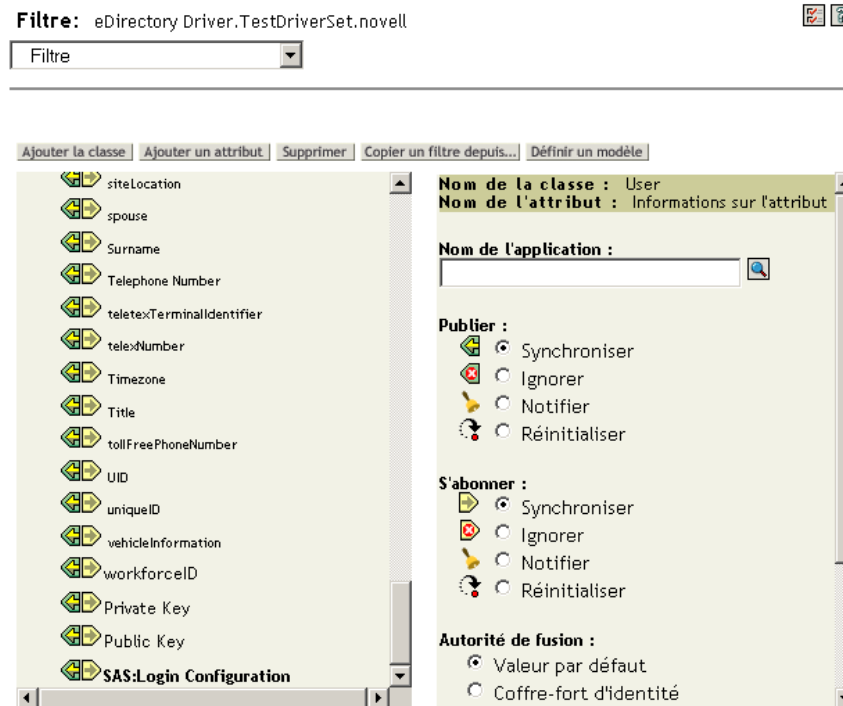 Filtre: eDirectory Driver.TestDriverSet.novell
Filtre
Ajouter la classe Ajouter un attribut Supprimer Copier un filtre depuis... Définir un modèle
siteLocation
spouse
Surname
Telephone Number
teletexTerminalIdentifier
telexNumber
Timezone
Title
tollFreePhoneNumber
UID
uniqueID
vehicleInformation
workforceID
Private Key
Public Key
SAS:Login Configuration
Nom de la classe : User
Nom de l'attribut : Informations sur l'attribut
Nom de l'application :
Publier :
Synchroniser
Ignorer
Notifier
Réinitialiser
S'abonner :
Synchroniser
Ignorer
Notifier
Réinitialiser
Autorité de fusion :
Valeur par défaut
Coffre-fort d'identité